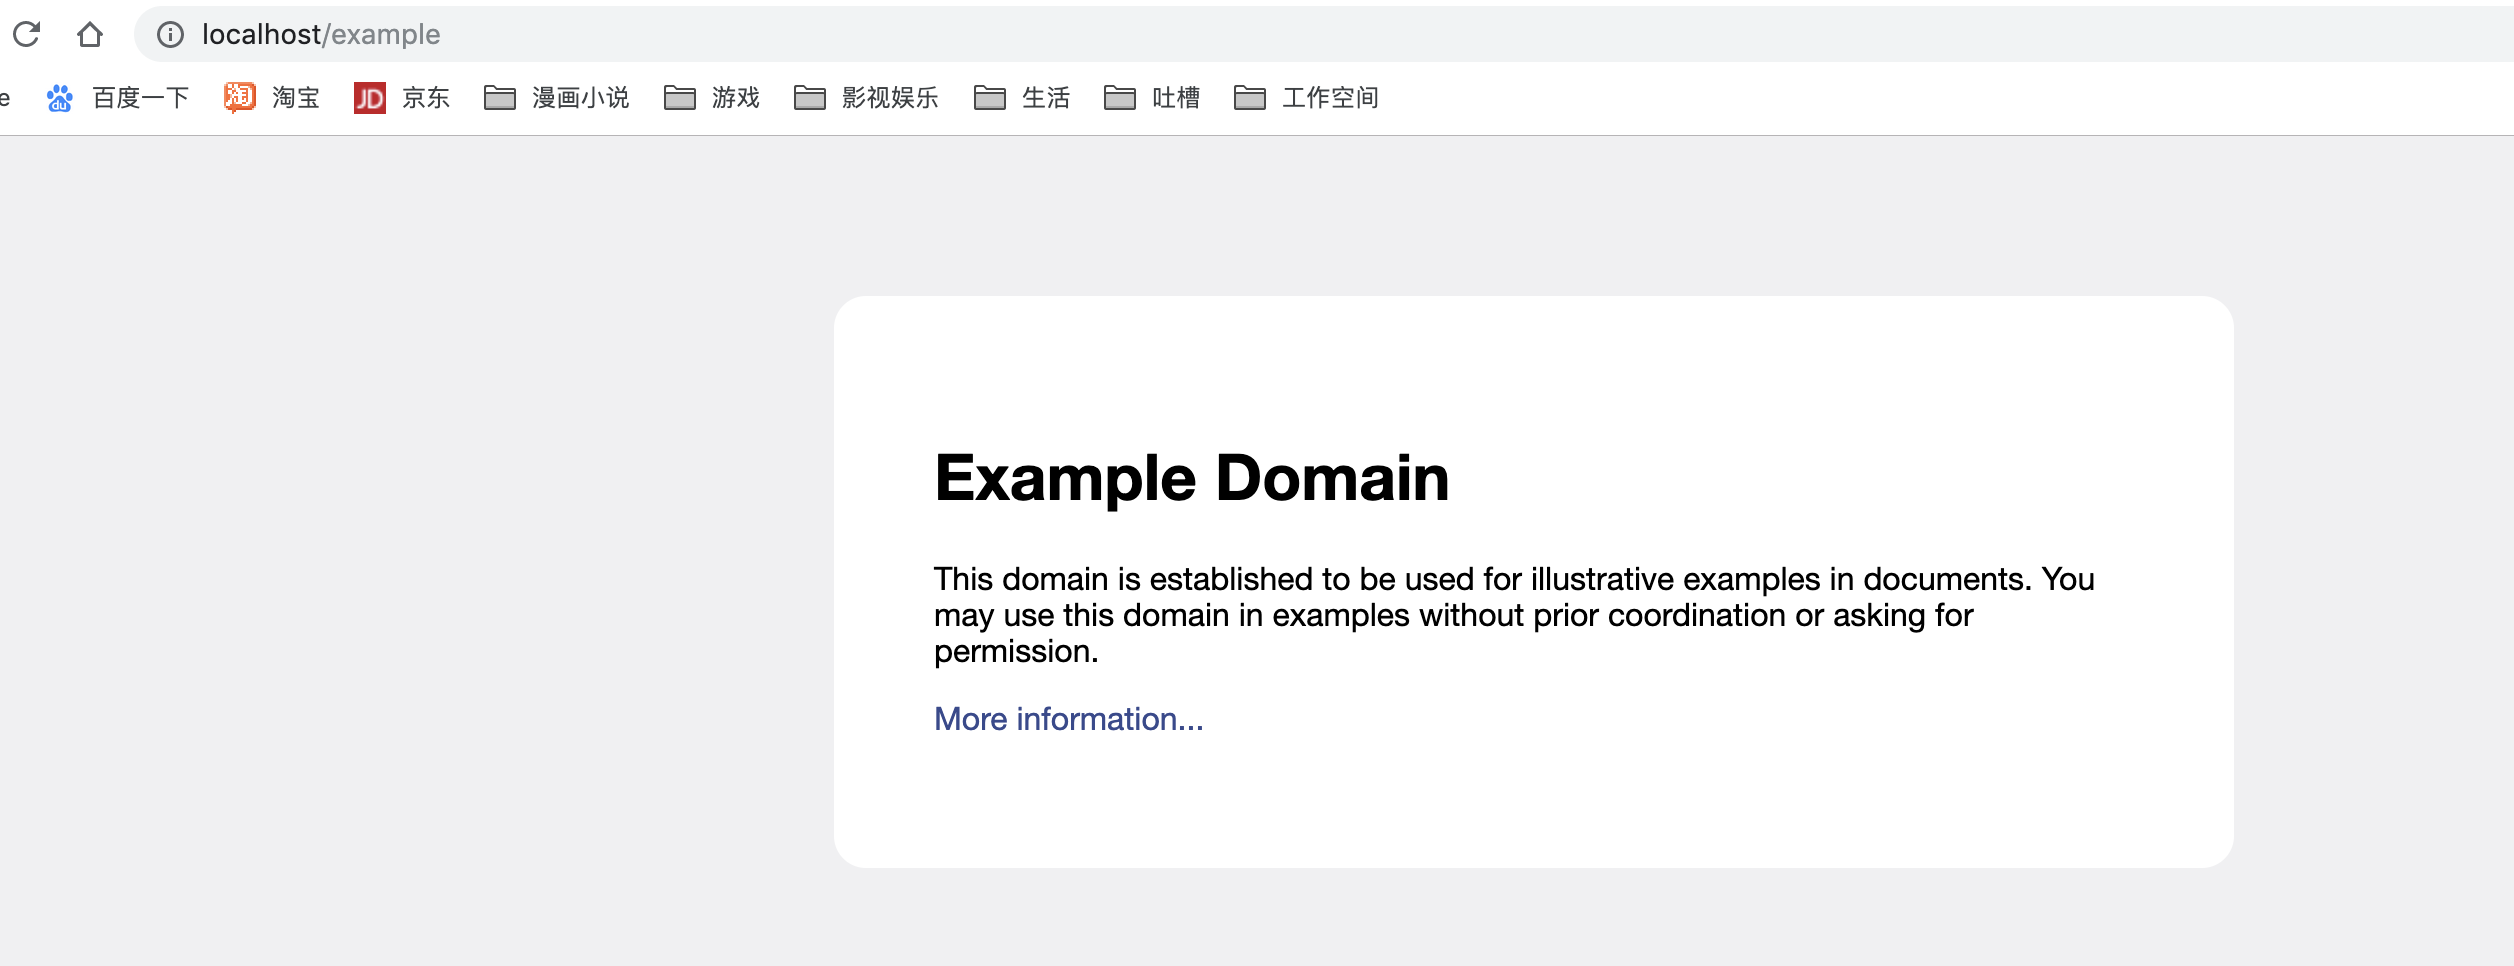 localhost/example
e 百度一下 淘宝 京东 漫画小说 游戏 影视娱乐 生活 吐槽 工作空间
Example Domain
This domain is established to be used for illustrative examples in documents. You
may use this domain in examples without prior coordination or asking for
permission.
More information...